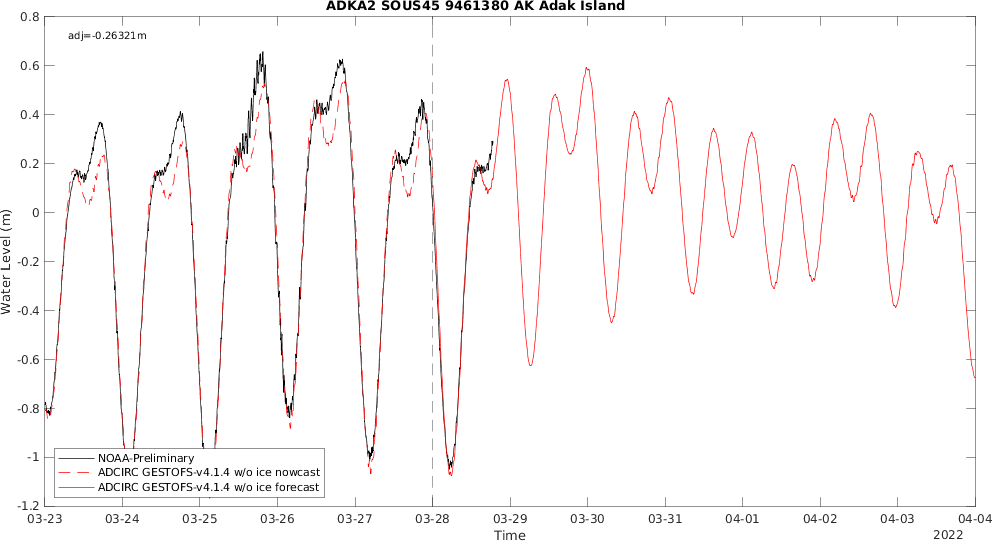 ADKA2 SOUS45 9461380 AK Adak Island
adj=-0.26321m
0.8
0.6
0.4
0.2
0
-0.2
-0.4
-0.6
-0.8
-1
-1.2
Water Level (m)
NOAA-Preliminary
ADCIRC GESTOFS-v4.1.4 w/o ice nowcast
ADCIRC GESTOFS-v4.1.4 w/o ice forecast
03-23 03-24 03-25 03-26 03-27 03-28 03-29 03-30 03-31 04-01 04-02 04-03 04-04
Time
2022